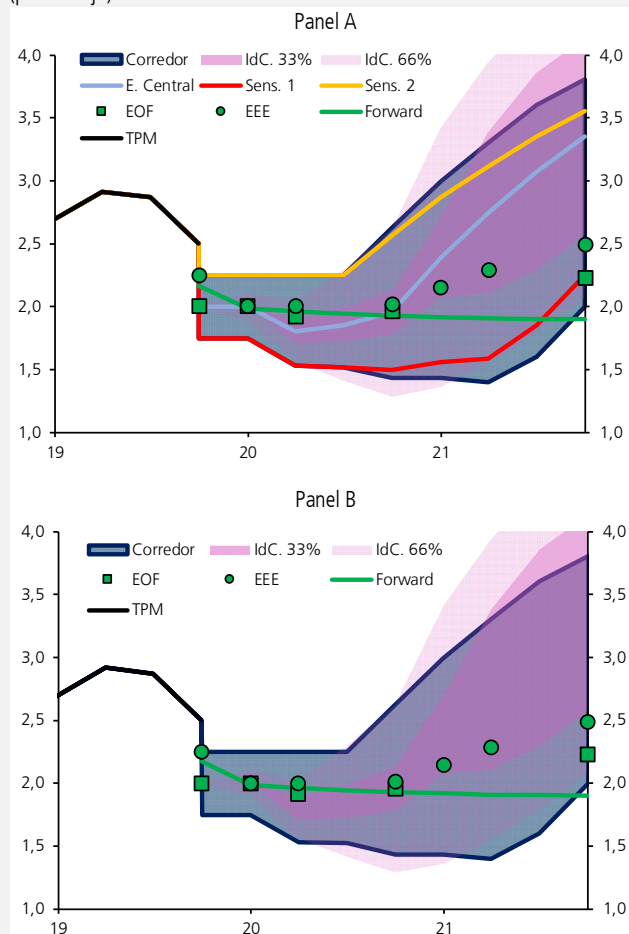 Panel A
4,0 4,0
Corredor IdC. 33% IdC. 66%
E. Central Sens. 1 Sens. 2
3,5 3,5
EOF EEE Forward
TPM
3,0 3,0
2,5 2,5
2,0 2,0
1,5 1,5
1,0 1,0
19 20 21
Panel B
4,0 4,0
Corredor IdC. 33% IdC. 66%
EOF EEE Forward
3,5 3,5
TPM
3,0 3,0
2,5 2,5
2,0 2,0
1,5 1,5
1,0 1,0
19 20 21